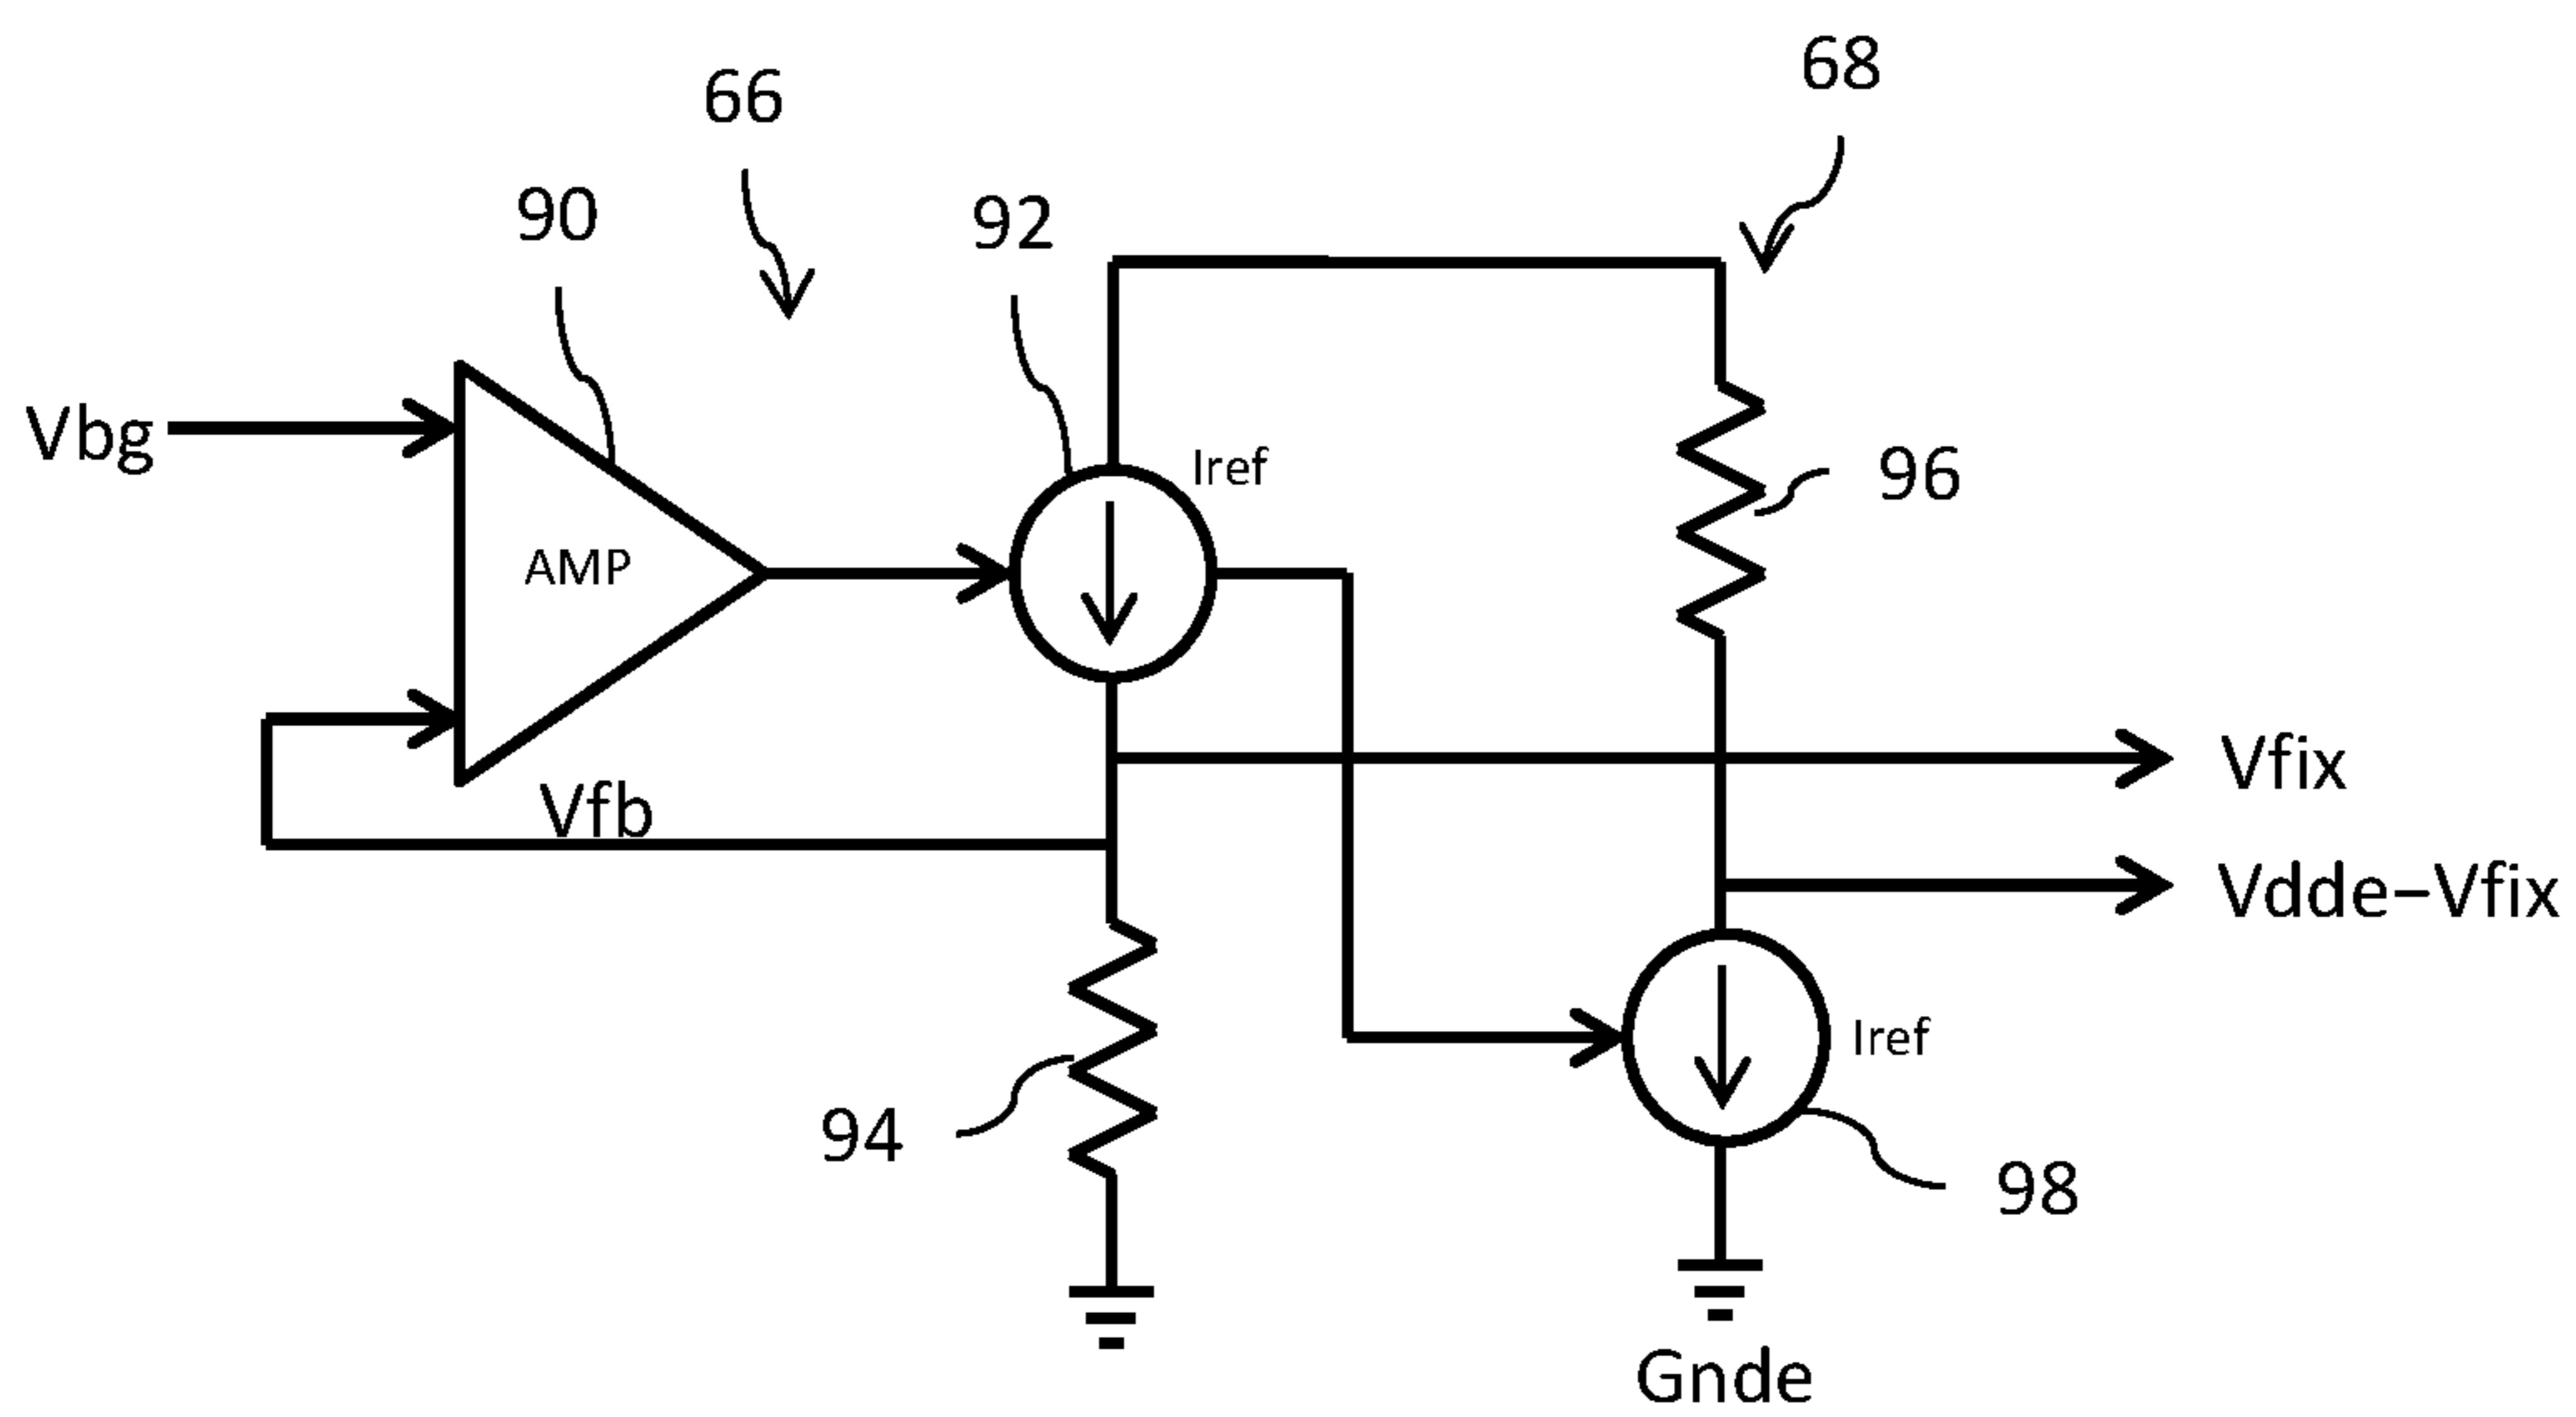 68
66
90
92
Iref
Vbg
96
AMP
Vfix
Vfb
Vdde−Vfix
Iref
94
98
Gnde